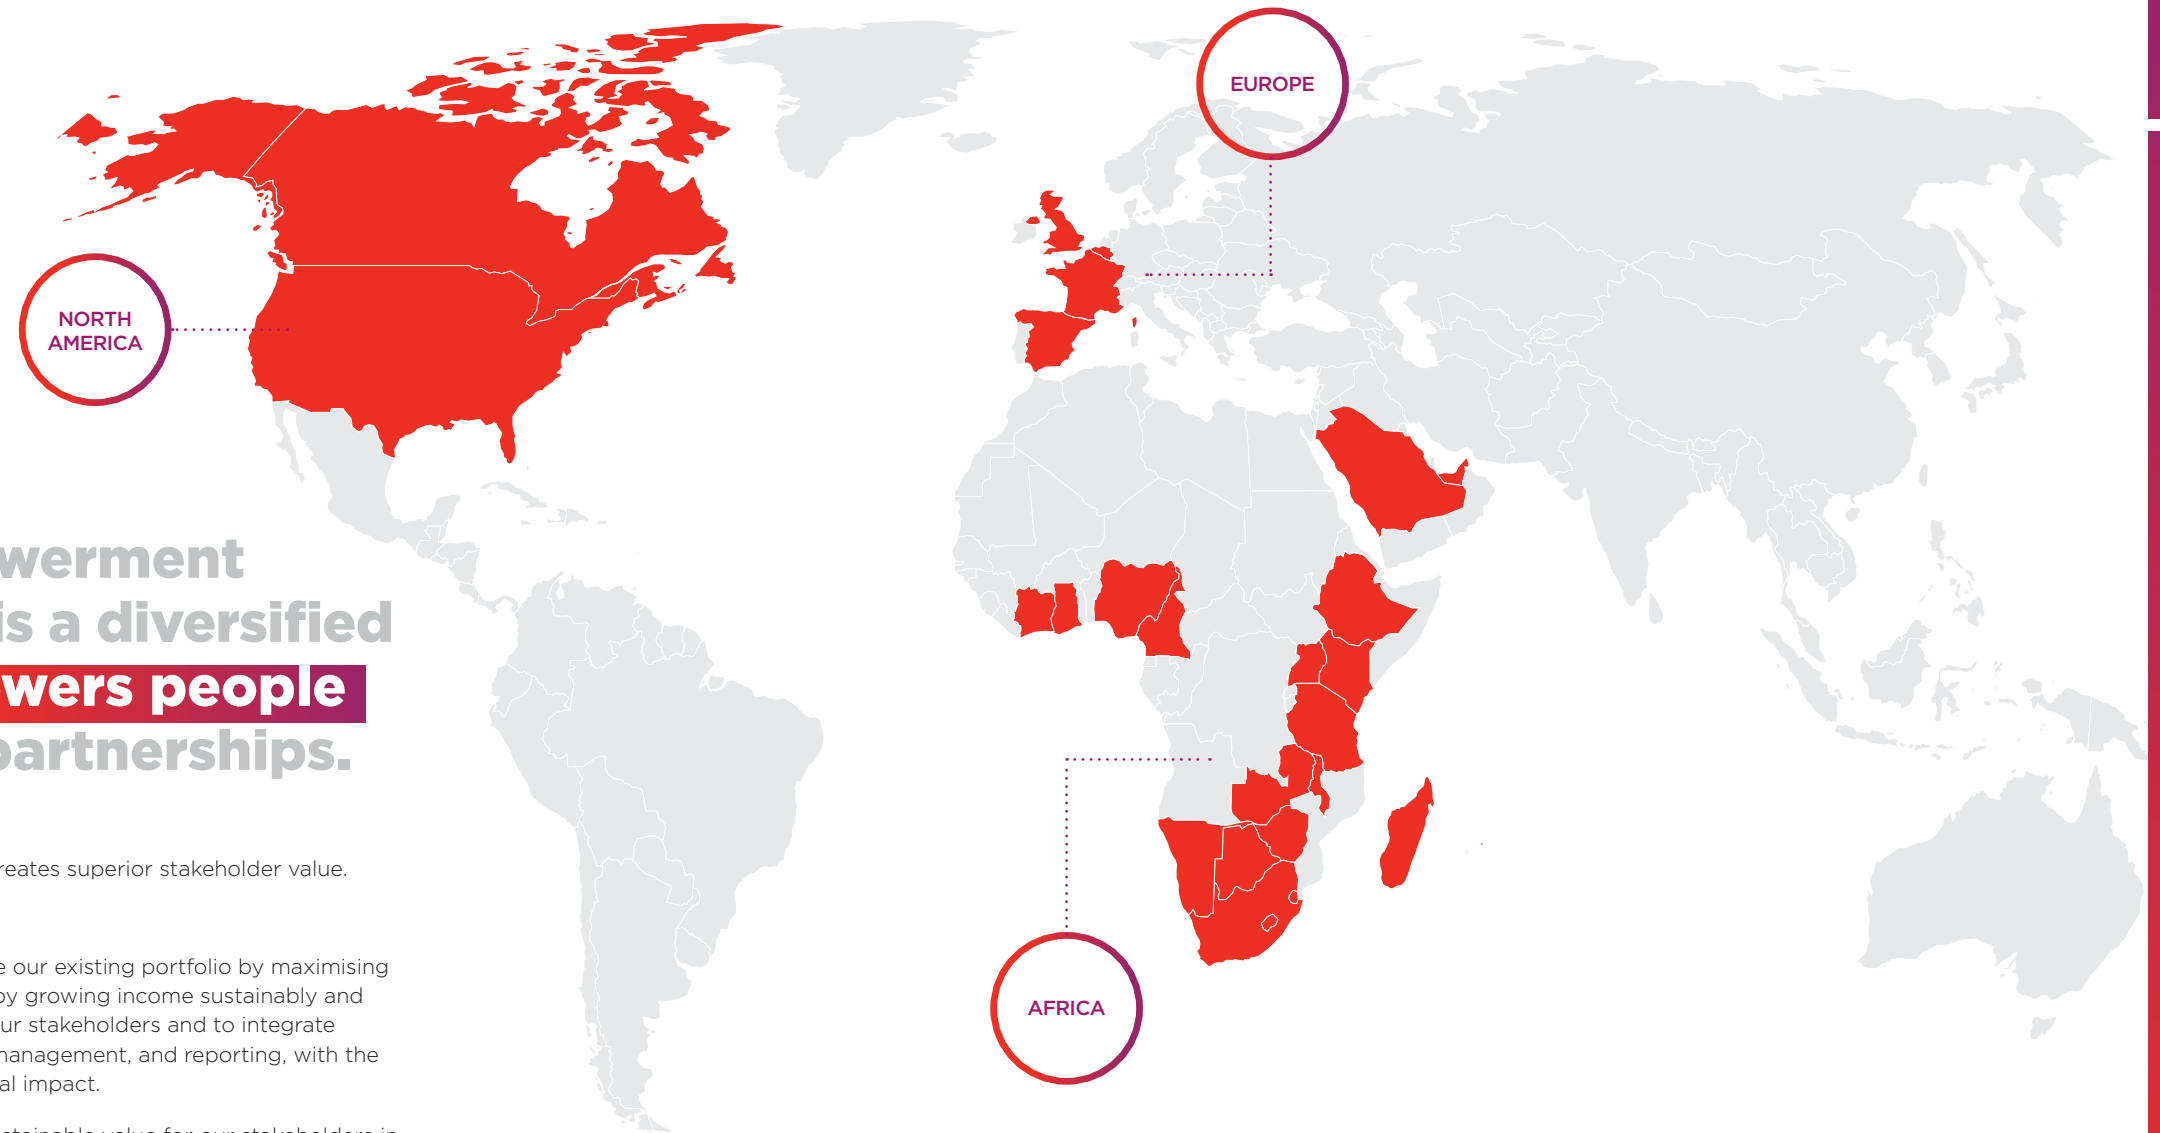 EUROPE
NORTH
AMERICA
werment
is a diversified
wers people
partnerships.
reates superior stakeholder value.
e our existing portfolio by maximising
by growing income sustainably and
ur stakeholders and to integrate
management, and reporting, with the
al impact.
AFRICA